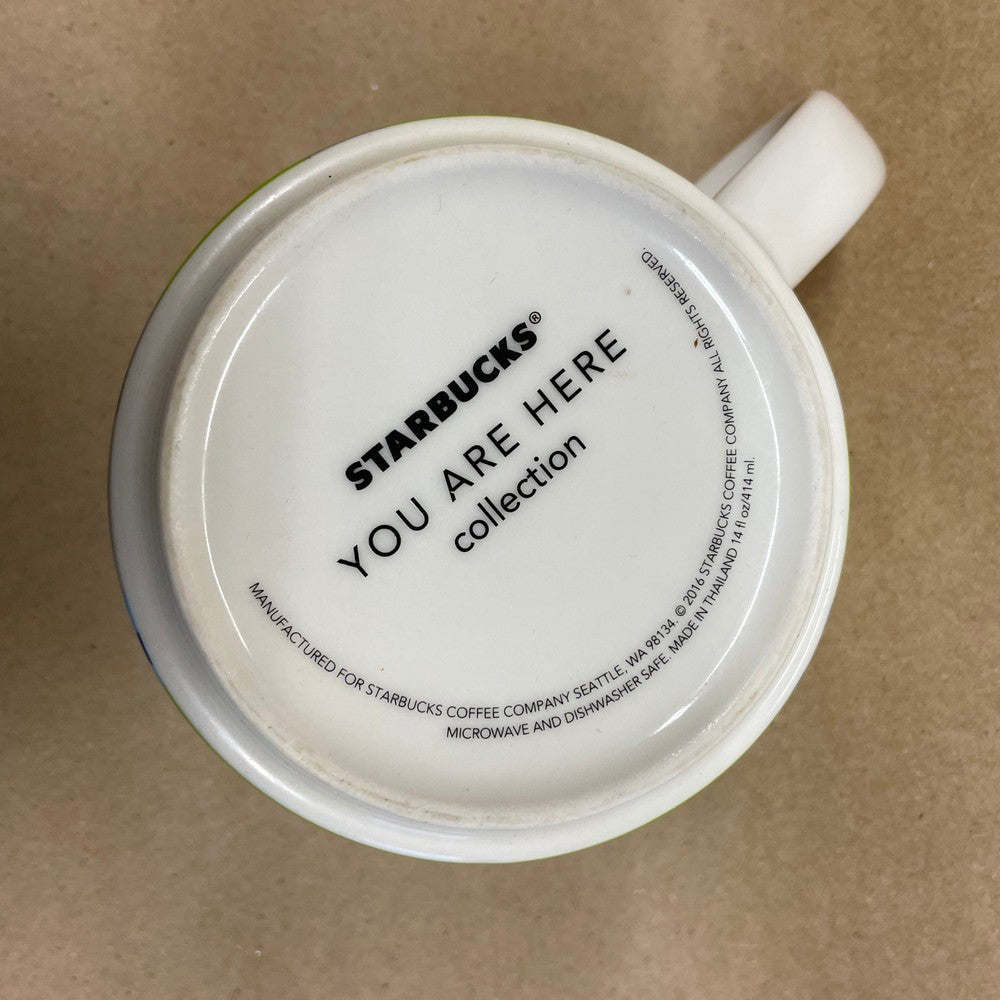 STARBUCKS®
YOU ARE HERE
collection
MANUFACTURED FOR STARBUCKS COFFEE COMPANY SEATTLE, WA 98134. © 2016 STARBUCKS COFFEE COMPANY ALL RIGHTS RESERVED.
MICROWAVE AND DISHWASHER SAFE. MADE IN THAILAND 14 fl oz/414 ml.